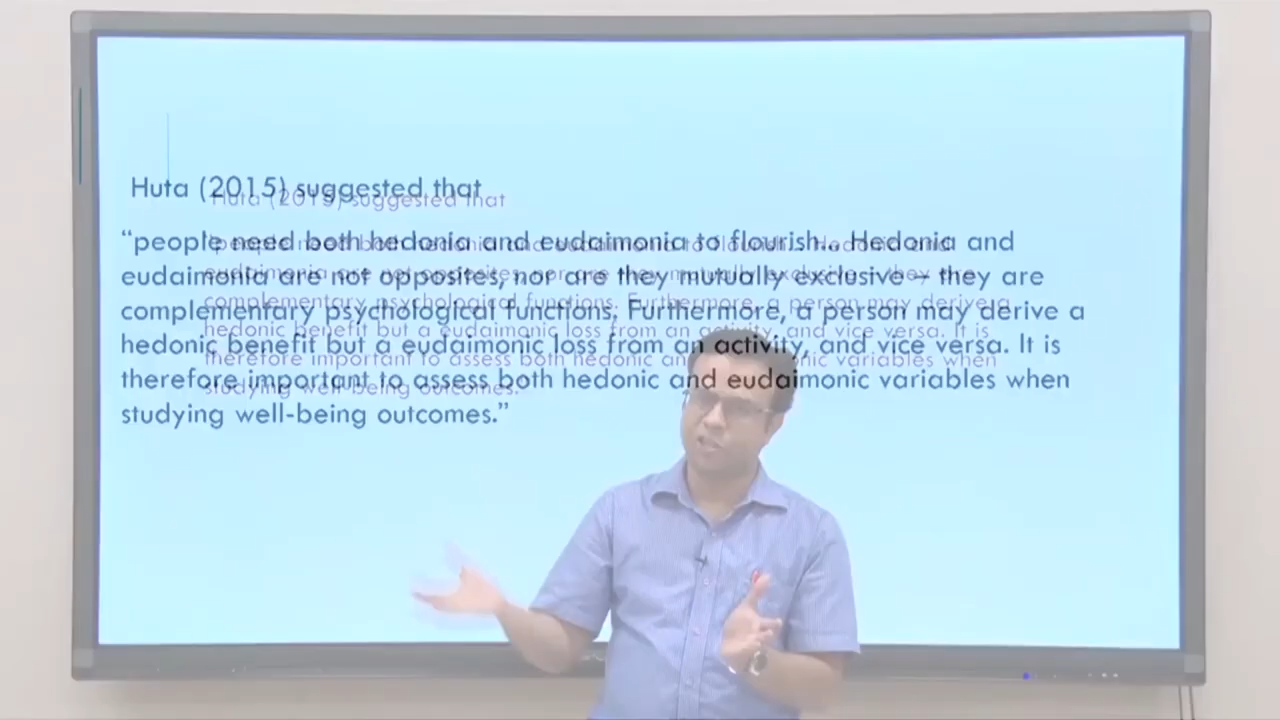 Huta (2015) suggested that
“people need both hedonia and eudaimonia to flourish... Hedonia and
eudaimonia are not opposites, nor are they mutually exclusive – they are
complementary psychological functions. Furthermore, a person may derive a
hedonic benefit but a eudaimonic loss from an activity, and vice versa. It is
therefore important to assess both hedonic and eudaimonic variables when
studying well-being outcomes.”